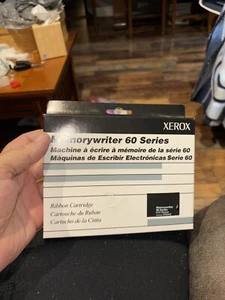 XEROX
Memorywriter 60 Series
Machine à écrire à mémoire de la série 60
Máquinas de Escribir Electrónicas Serie 60
Ribbon Cartridge
Cartouche du Ruban
Cartucho de la Cinta